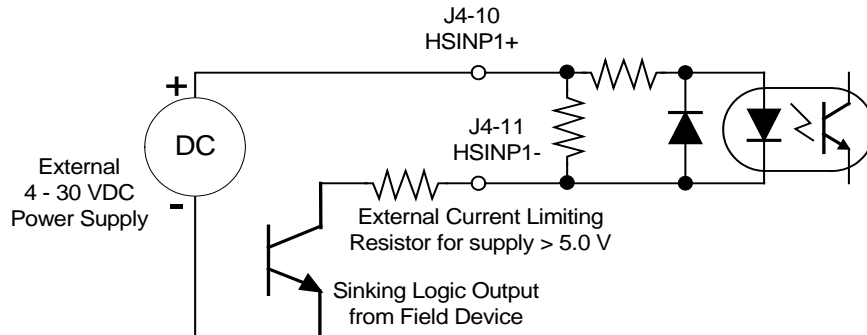 J4-10
HSINP1+
+
DC
J4-11
HSINP1-
External
4 - 30 VDC
Power Supply
-
External Current Limiting
Resistor for supply > 5.0 V
Sinking Logic Output
from Field Device